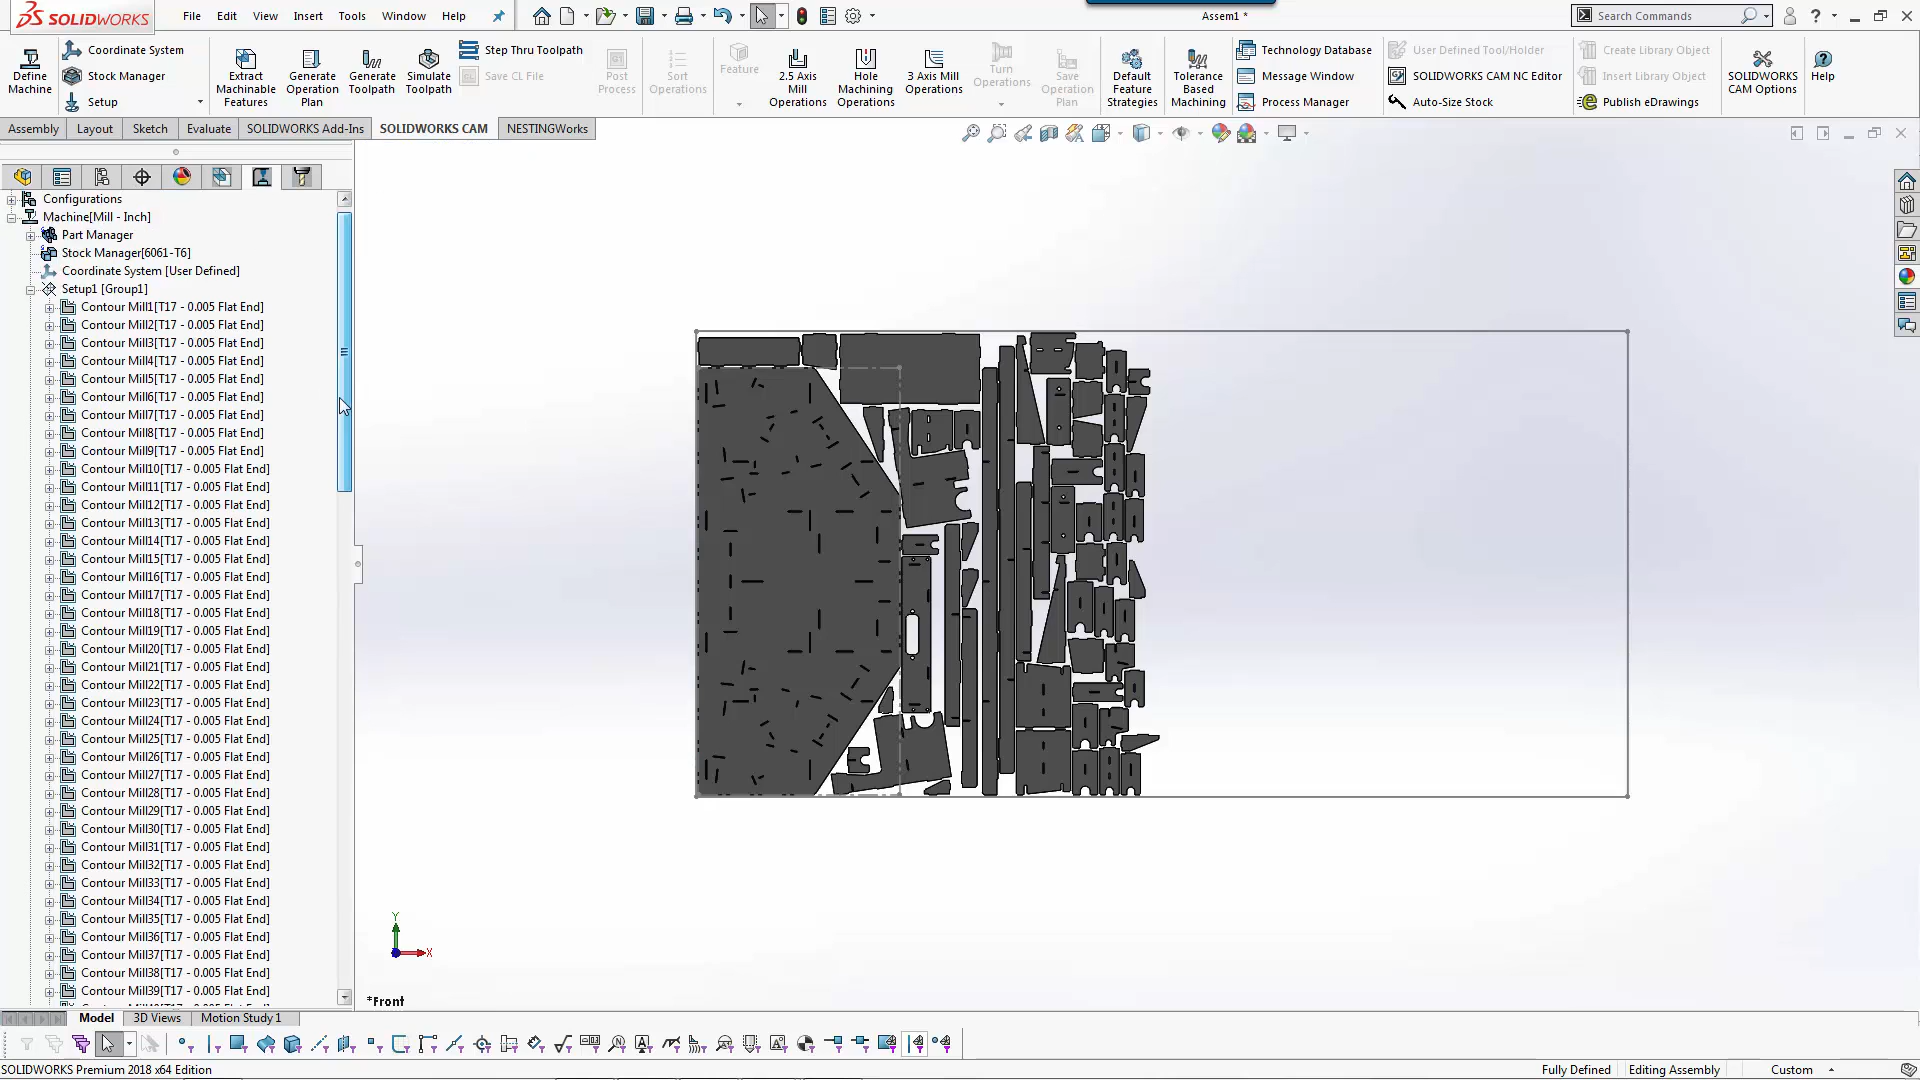 SOLIDWORKS
File Edit View Insert Tools Window Help
Assem1 *
Search Commands
Define Machine
Coordinate System
Stock Manager
Setup
Extract Machinable Features
Generate Operation Plan
Generate Toolpath
Simulate Toolpath
Step Thru Toolpath
Save CL File
Post Process
Sort Operations
Feature
2.5 Axis Mill Operations
Hole Machining Operations
3 Axis Mill Operations
Turn Operations
Save Operation Plan
Default Feature Strategies
Tolerance Based Machining
Technology Database
Message Window
Process Manager
User Defined Tool/Holder
SOLIDWORKS CAM NC Editor
Auto-Size Stock
Create Library Object
Insert Library Object
Publish eDrawings
SOLIDWORKS CAM Options
Help
Assembly Layout Sketch Evaluate SOLIDWORKS Add-Ins SOLIDWORKS CAM NESTINGWorks
Configurations
Machine[Mill - Inch]
Part Manager
Stock Manager[6061-T6]
Coordinate System [User Defined]
Setup1 [Group1]
Contour Mill1[T17 - 0.005 Flat End]
Contour Mill2[T17 - 0.005 Flat End]
Contour Mill3[T17 - 0.005 Flat End]
Contour Mill4[T17 - 0.005 Flat End]
Contour Mill5[T17 - 0.005 Flat End]
Contour Mill6[T17 - 0.005 Flat End]
Contour Mill7[T17 - 0.005 Flat End]
Contour Mill8[T17 - 0.005 Flat End]
Contour Mill9[T17 - 0.005 Flat End]
Contour Mill10[T17 - 0.005 Flat End]
Contour Mill11[T17 - 0.005 Flat End]
Contour Mill12[T17 - 0.005 Flat End]
Contour Mill13[T17 - 0.005 Flat End]
Contour Mill14[T17 - 0.005 Flat End]
Contour Mill15[T17 - 0.005 Flat End]
Contour Mill16[T17 - 0.005 Flat End]
Contour Mill17[T17 - 0.005 Flat End]
Contour Mill18[T17 - 0.005 Flat End]
Contour Mill19[T17 - 0.005 Flat End]
Contour Mill20[T17 - 0.005 Flat End]
Contour Mill21[T17 - 0.005 Flat End]
Contour Mill22[T17 - 0.005 Flat End]
Contour Mill23[T17 - 0.005 Flat End]
Contour Mill24[T17 - 0.005 Flat End]
Contour Mill25[T17 - 0.005 Flat End]
Contour Mill26[T17 - 0.005 Flat End]
Contour Mill27[T17 - 0.005 Flat End]
Contour Mill28[T17 - 0.005 Flat End]
Contour Mill29[T17 - 0.005 Flat End]
Contour Mill30[T17 - 0.005 Flat End]
Contour Mill31[T17 - 0.005 Flat End]
Contour Mill32[T17 - 0.005 Flat End]
Contour Mill33[T17 - 0.005 Flat End]
Contour Mill34[T17 - 0.005 Flat End]
Contour Mill35[T17 - 0.005 Flat End]
Contour Mill36[T17 - 0.005 Flat End]
Contour Mill37[T17 - 0.005 Flat End]
Contour Mill38[T17 - 0.005 Flat End]
Contour Mill39[T17 - 0.005 Flat End]
Y
X
*Front
Model 3D Views Motion Study 1
SOLIDWORKS Premium 2018 x64 Edition
Fully Defined Editing Assembly Custom